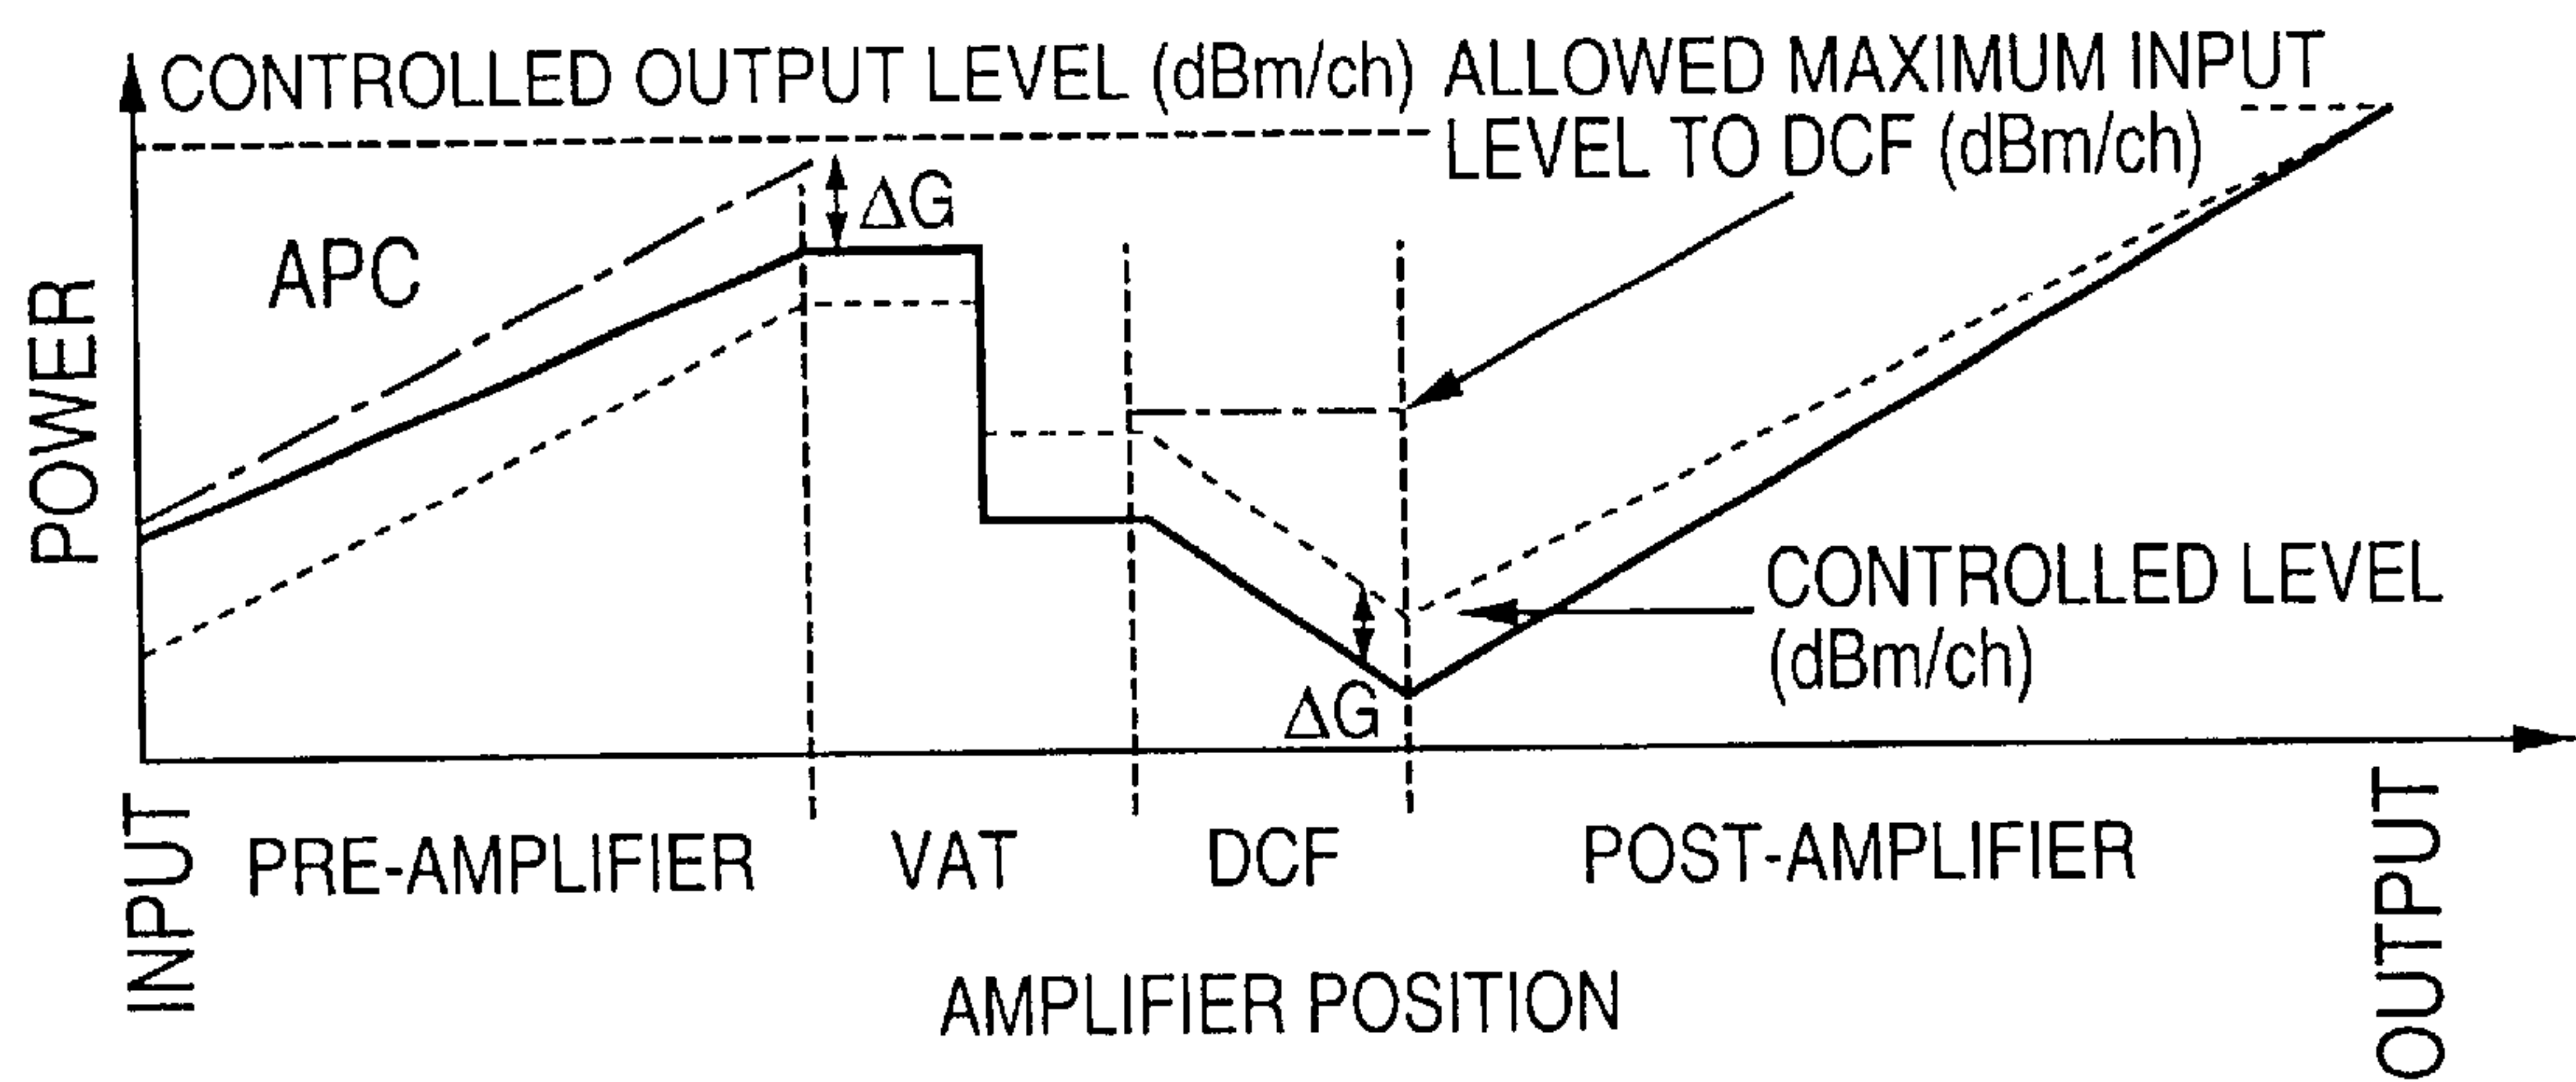 CONTROLLED OUTPUT LEVEL (dBm/ch)
ALLOWED MAXIMUM INPUT
LEVEL TO DCF (dBm/ch)
ΔG
APC
POWER
CONTROLLED LEVEL
(dBm/ch)
ΔG
INPUT
PRE-AMPLIFIER
VAT
DCF
POST-AMPLIFIER
OUTPUT
AMPLIFIER POSITION